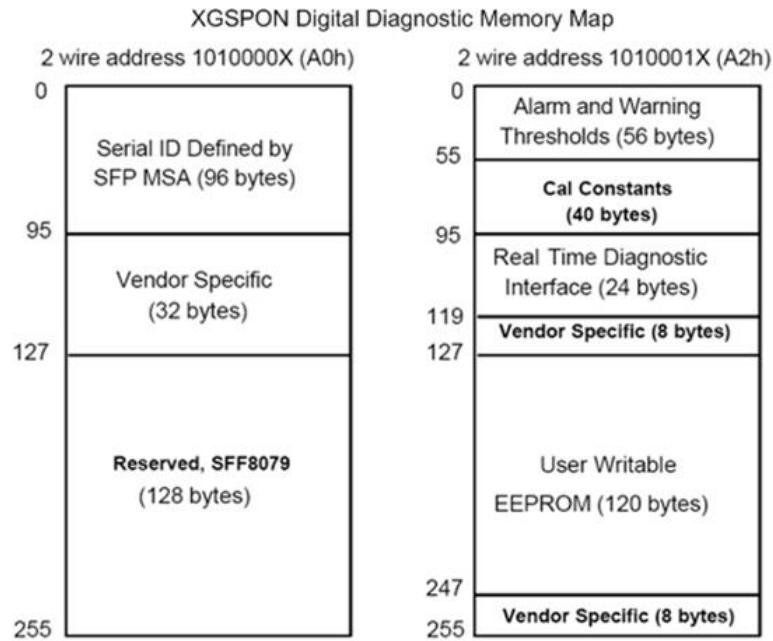 XGSPON Digital Diagnostic Memory Map
2 wire address 1010000X (A0h)
0
Serial ID Defined by
SFP MSA (96 bytes)
95
Vendor Specific
(32 bytes)
127
Reserved, SFF8079
(128 bytes)
255
2 wire address 1010001X (A2h)
0
Alarm and Warning
Thresholds (56 bytes)
55
Cal Constants
(40 bytes)
95
Real Time Diagnostic
Interface (24 bytes)
119
Vendor Specific (8 bytes)
127
User Writable
EEPROM (120 bytes)
247
Vendor Specific (8 bytes)
255